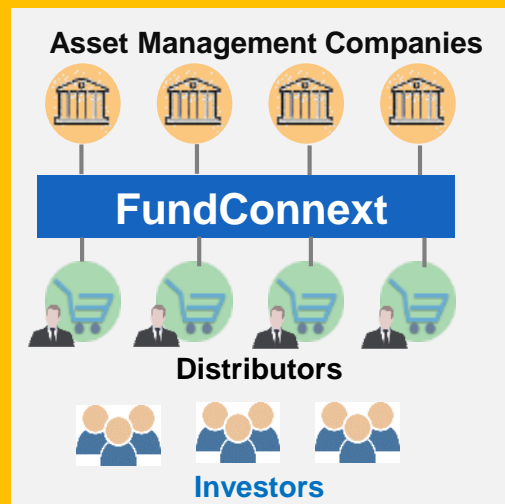 Asset Management Companies
FundConnext
Distributors
Investors